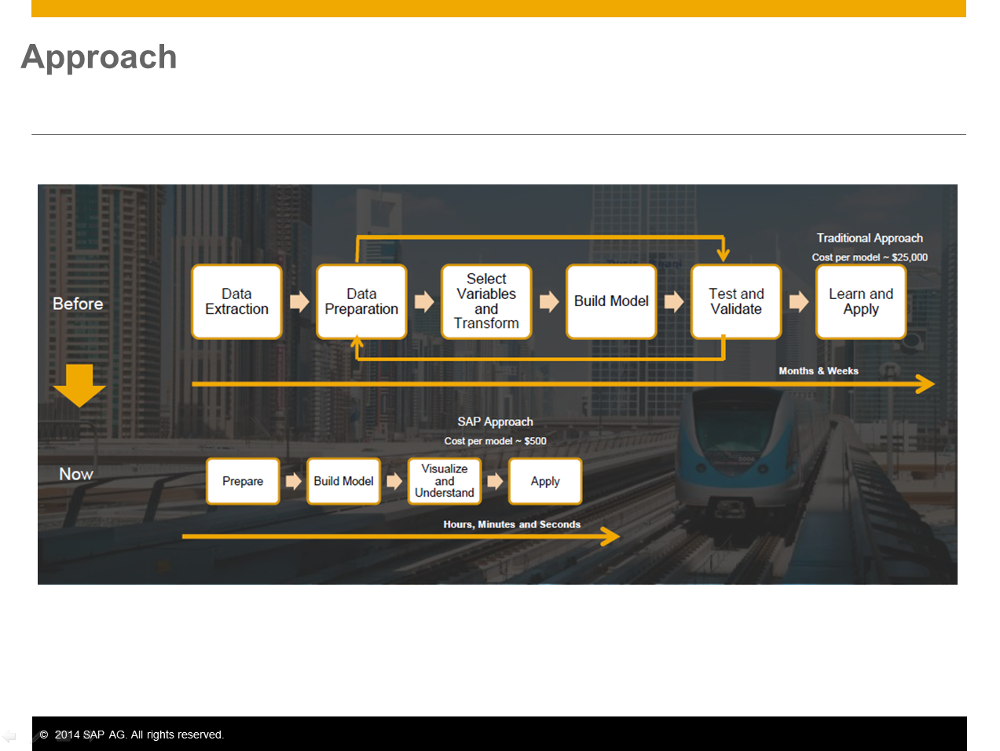 Approach
Traditional Approach
Cost per model ~ $25,000
Before
Data
Extraction
Data
Preparation
Select
Variables
and
Transform
Build Model
Test and
Validate
Learn and
Apply
Months & Weeks
SAP Approach
Cost per model ~ $500
Now
Prepare
Build Model
Visualize
and
Understand
Apply
Hours, Minutes and Seconds
© 2014 SAP AG. All rights reserved.